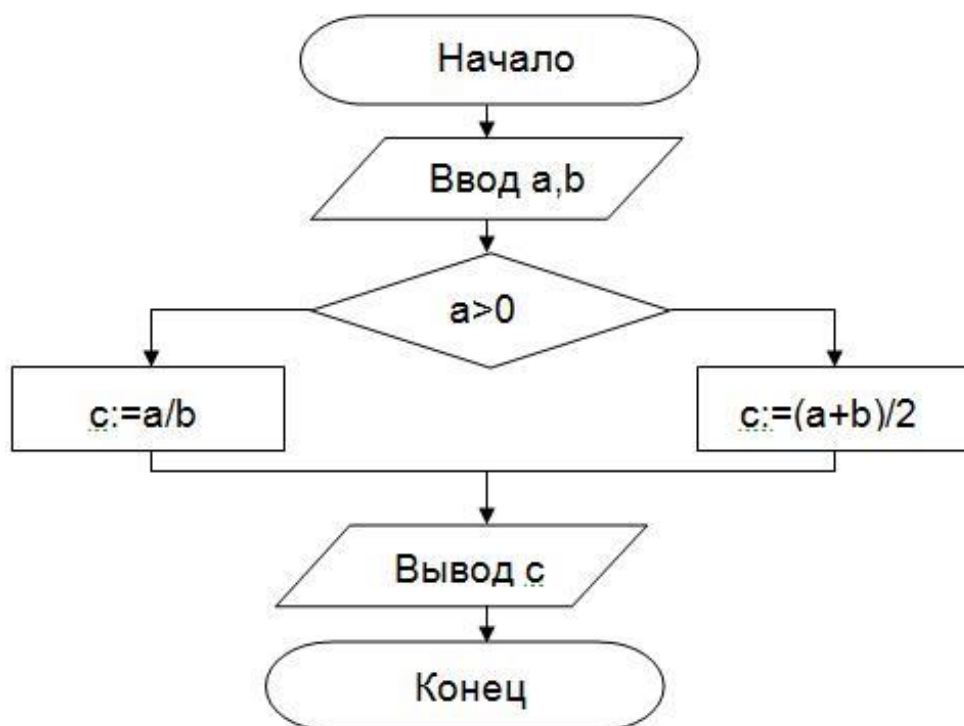 Начало
Ввод a,b
a>0
c:=a/b
c:=(a+b)/2
Вывод c
Конец